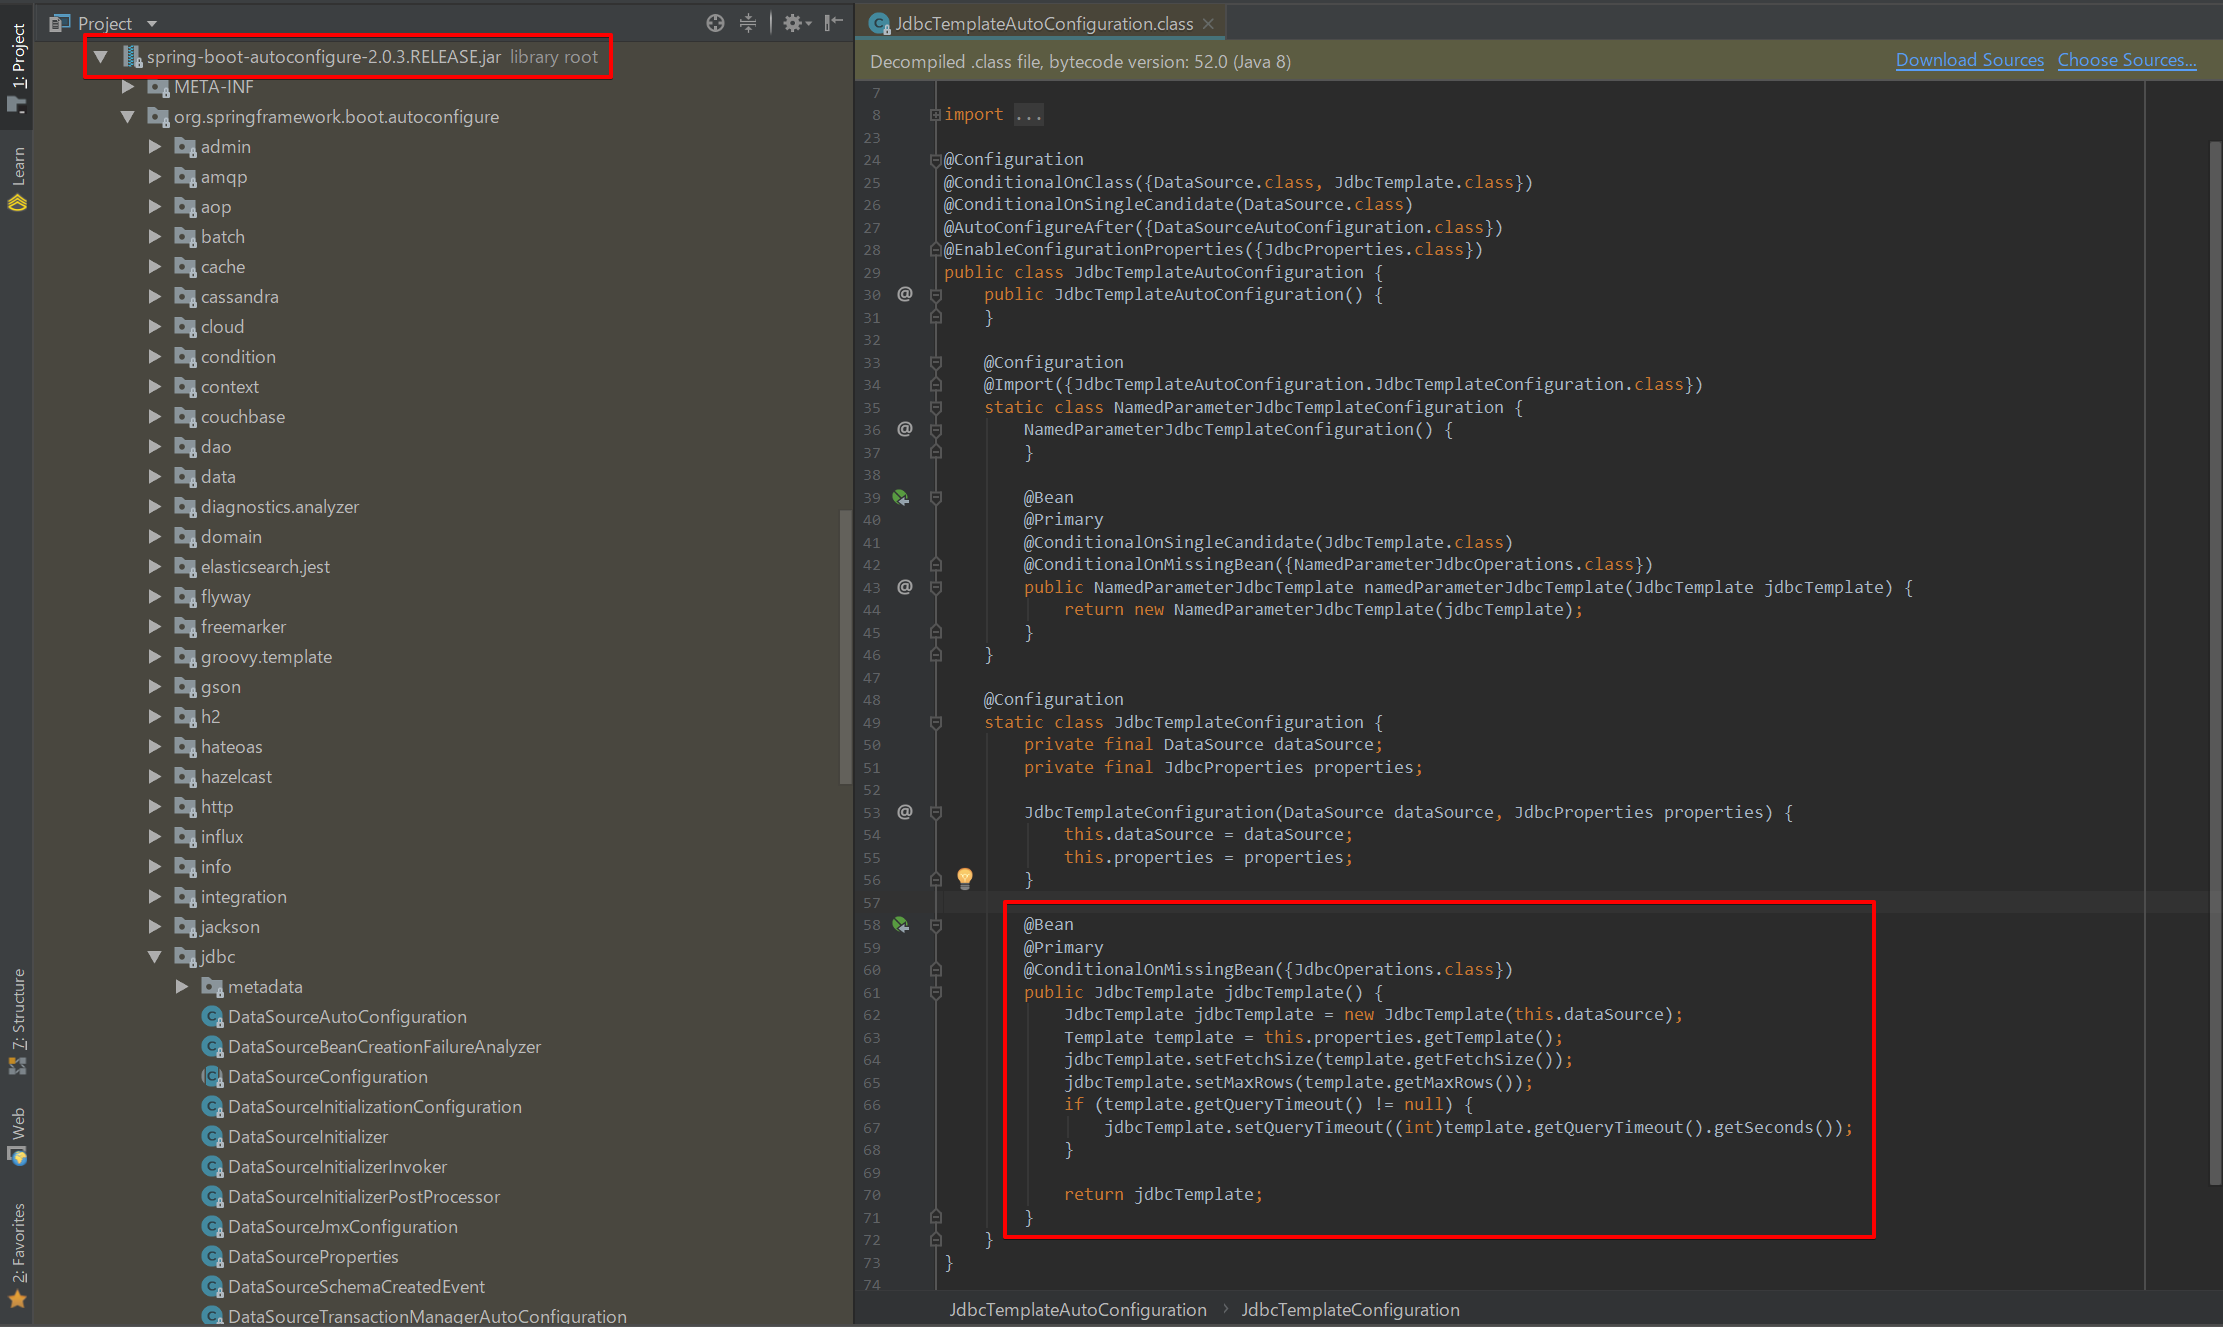 1: Project
Learn
7: Structure
Web
2: Favorites
Project
spring-boot-autoconfigure-2.0.3.RELEASE.jar library root
META-INF
org.springframework.boot.autoconfigure
admin
amqp
aop
batch
cache
cassandra
cloud
condition
context
couchbase
dao
data
diagnostics.analyzer
domain
elasticsearch.jest
flyway
freemarker
groovy.template
gson
h2
hateoas
hazelcast
http
influx
info
integration
jackson
jdbc
metadata
DataSourceAutoConfiguration
DataSourceBeanCreationFailureAnalyzer
DataSourceConfiguration
DataSourceInitializationConfiguration
DataSourceInitializer
DataSourceInitializerInvoker
DataSourceInitializerPostProcessor
DataSourceJmxConfiguration
DataSourceProperties
DataSourceSchemaCreatedEvent
DataSourceTransactionManagerAutoConfiguration
JdbcTemplateAutoConfiguration.class
Decompiled .class file, bytecode version: 52.0 (Java 8) Download Sources Choose Sources...
7
8 import ...
23
24 @Configuration
25 @ConditionalOnClass({DataSource.class, JdbcTemplate.class})
26 @ConditionalOnSingleCandidate(DataSource.class)
27 @AutoConfigureAfter({DataSourceAutoConfiguration.class})
28 @EnableConfigurationProperties({JdbcProperties.class})
29 public class JdbcTemplateAutoConfiguration {
30 @ public JdbcTemplateAutoConfiguration() {
31 }
32
33 @Configuration
34 @Import({JdbcTemplateAutoConfiguration.JdbcTemplateConfiguration.class})
35 static class NamedParameterJdbcTemplateConfiguration {
36 @ NamedParameterJdbcTemplateConfiguration() {
37 }
38
39 @Bean
40 @Primary
41 @ConditionalOnSingleCandidate(JdbcTemplate.class)
42 @ConditionalOnMissingBean({NamedParameterJdbcOperations.class})
43 @ public NamedParameterJdbcTemplate namedParameterJdbcTemplate(JdbcTemplate jdbcTemplate) {
44 return new NamedParameterJdbcTemplate(jdbcTemplate);
45 }
46 }
47
48 @Configuration
49 static class JdbcTemplateConfiguration {
50 private final DataSource dataSource;
51 private final JdbcProperties properties;
52
53 @ JdbcTemplateConfiguration(DataSource dataSource, JdbcProperties properties) {
54 this.dataSource = dataSource;
55 this.properties = properties;
56 }
57
58 @Bean
59 @Primary
60 @ConditionalOnMissingBean({JdbcOperations.class})
61 public JdbcTemplate jdbcTemplate() {
62 JdbcTemplate jdbcTemplate = new JdbcTemplate(this.dataSource);
63 Template template = this.properties.getTemplate();
64 jdbcTemplate.setFetchSize(template.getFetchSize());
65 jdbcTemplate.setMaxRows(template.getMaxRows());
66 if (template.getQueryTimeout() != null) {
67 jdbcTemplate.setQueryTimeout((int)template.getQueryTimeout().getSeconds());
68 }
69
70 return jdbcTemplate;
71 }
72 }
73 }
74
JdbcTemplateAutoConfiguration › JdbcTemplateConfiguration